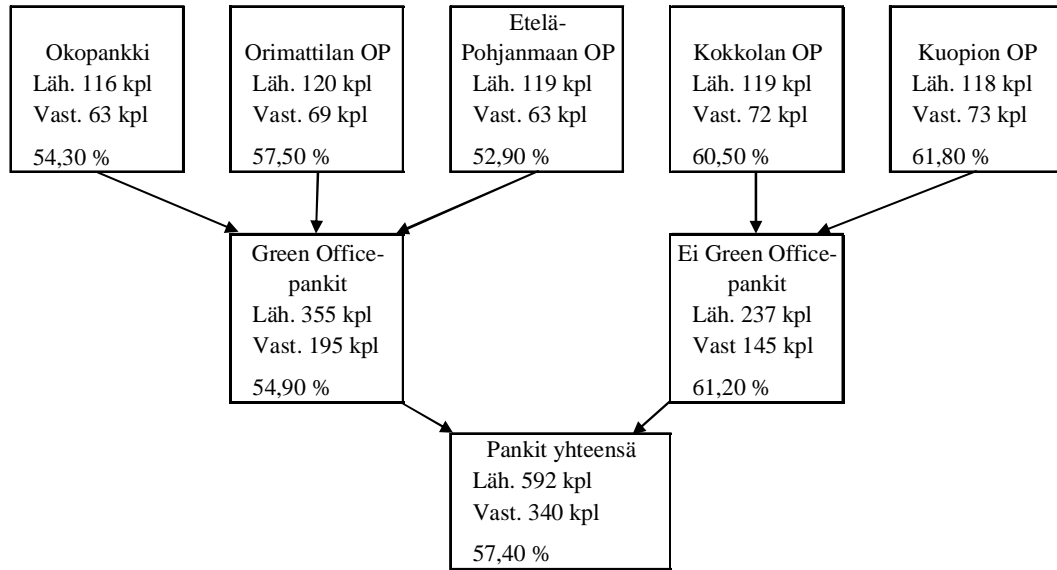 Okopankki
Läh. 116 kpl
Vast. 63 kpl
54,30 %
Orimattilan OP
Läh. 120 kpl
Vast. 69 kpl
57,50 %
Etelä-
Pohjanmaan OP
Läh. 119 kpl
Vast. 63 kpl
52,90 %
Kokkolan OP
Läh. 119 kpl
Vast. 72 kpl
60,50 %
Kuopion OP
Läh. 118 kpl
Vast. 73 kpl
61,80 %
Green Office-
pankit
Läh. 355 kpl
Vast. 195 kpl
54,90 %
Ei Green Office-
pankit
Läh. 237 kpl
Vast 145 kpl
61,20 %
Pankit yhteensä
Läh. 592 kpl
Vast. 340 kpl
57,40 %